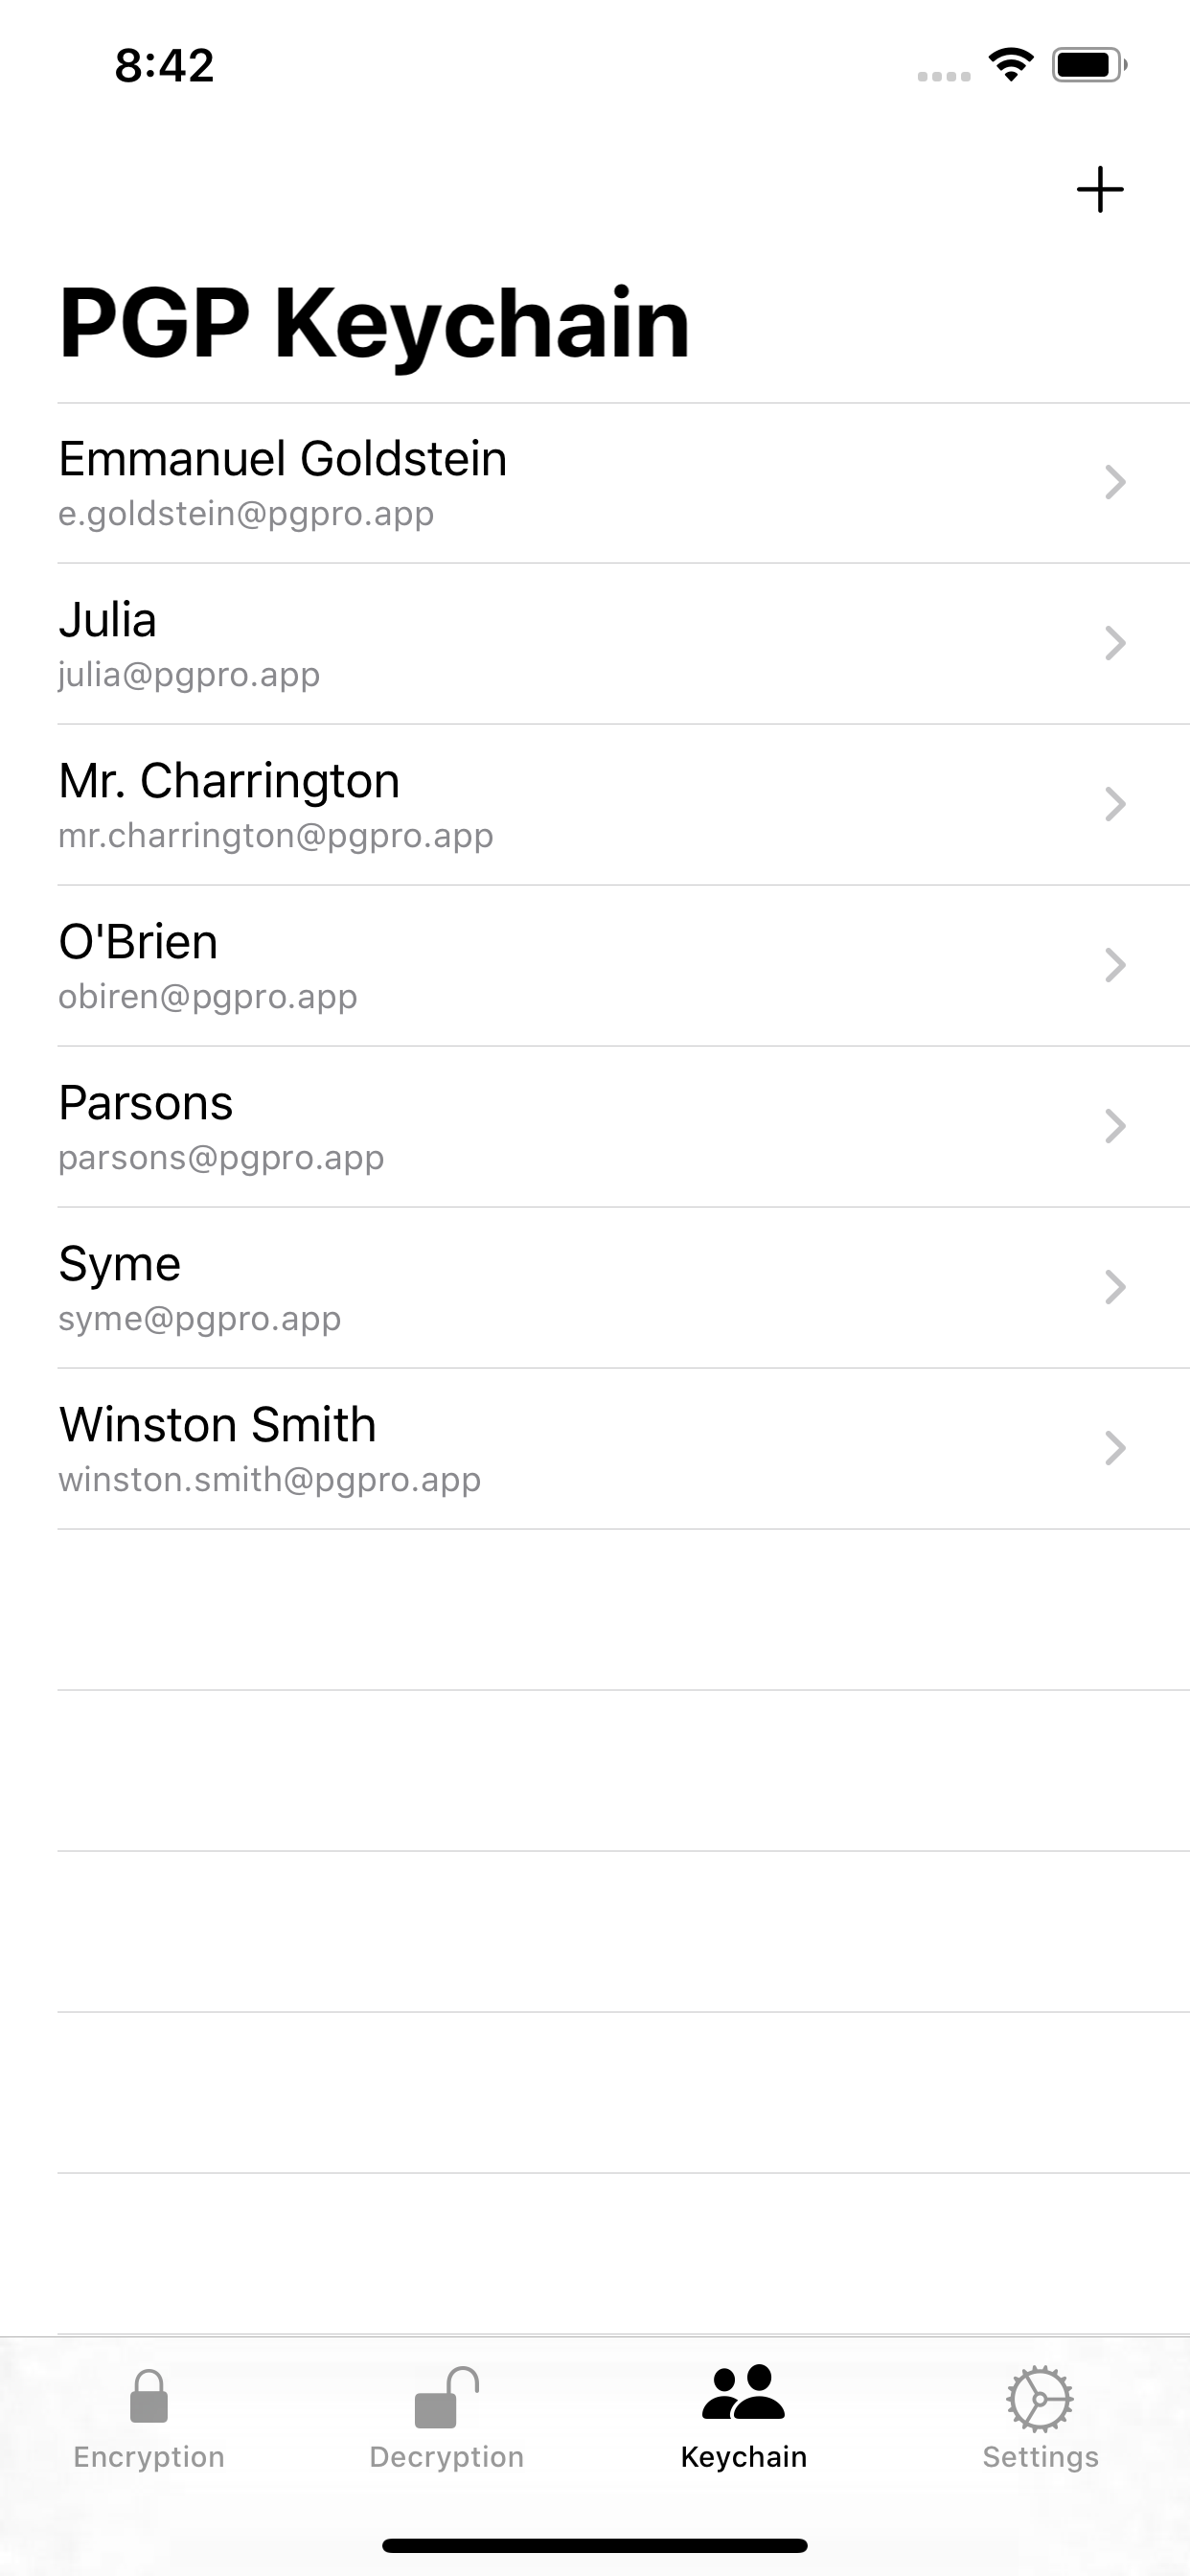 8:42
PGP Keychain
Emmanuel Goldstein
e.goldstein@pgpro.app
Julia
julia@pgpro.app
Mr. Charrington
mr.charrington@pgpro.app
O'Brien
obiren@pgpro.app
Parsons
parsons@pgpro.app
Syme
syme@pgpro.app
Winston Smith
winston.smith@pgpro.app
Encryption Decryption Keychain Settings